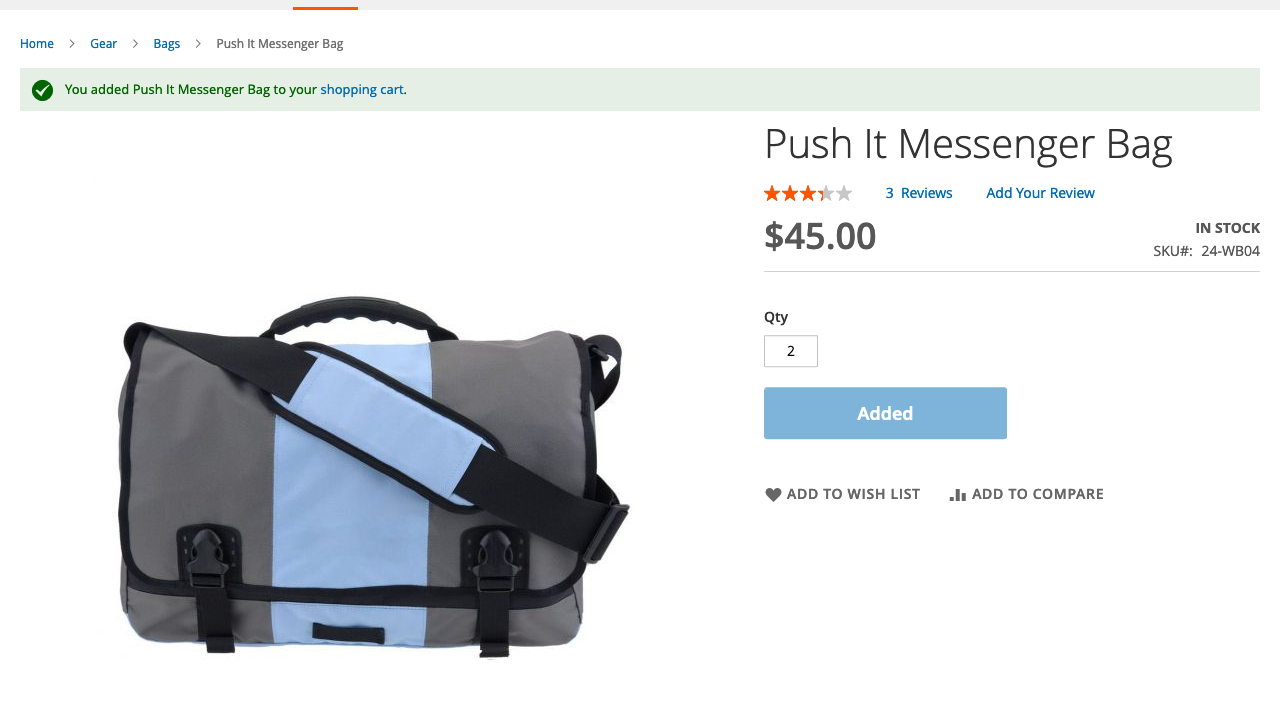 Home > Gear > Bags > Push It Messenger Bag
You added Push It Messenger Bag to your shopping cart.
Push It Messenger Bag
3 Reviews Add Your Review
$45.00
IN STOCK
SKU#: 24-WB04
Qty
2
Added
ADD TO WISH LIST ADD TO COMPARE